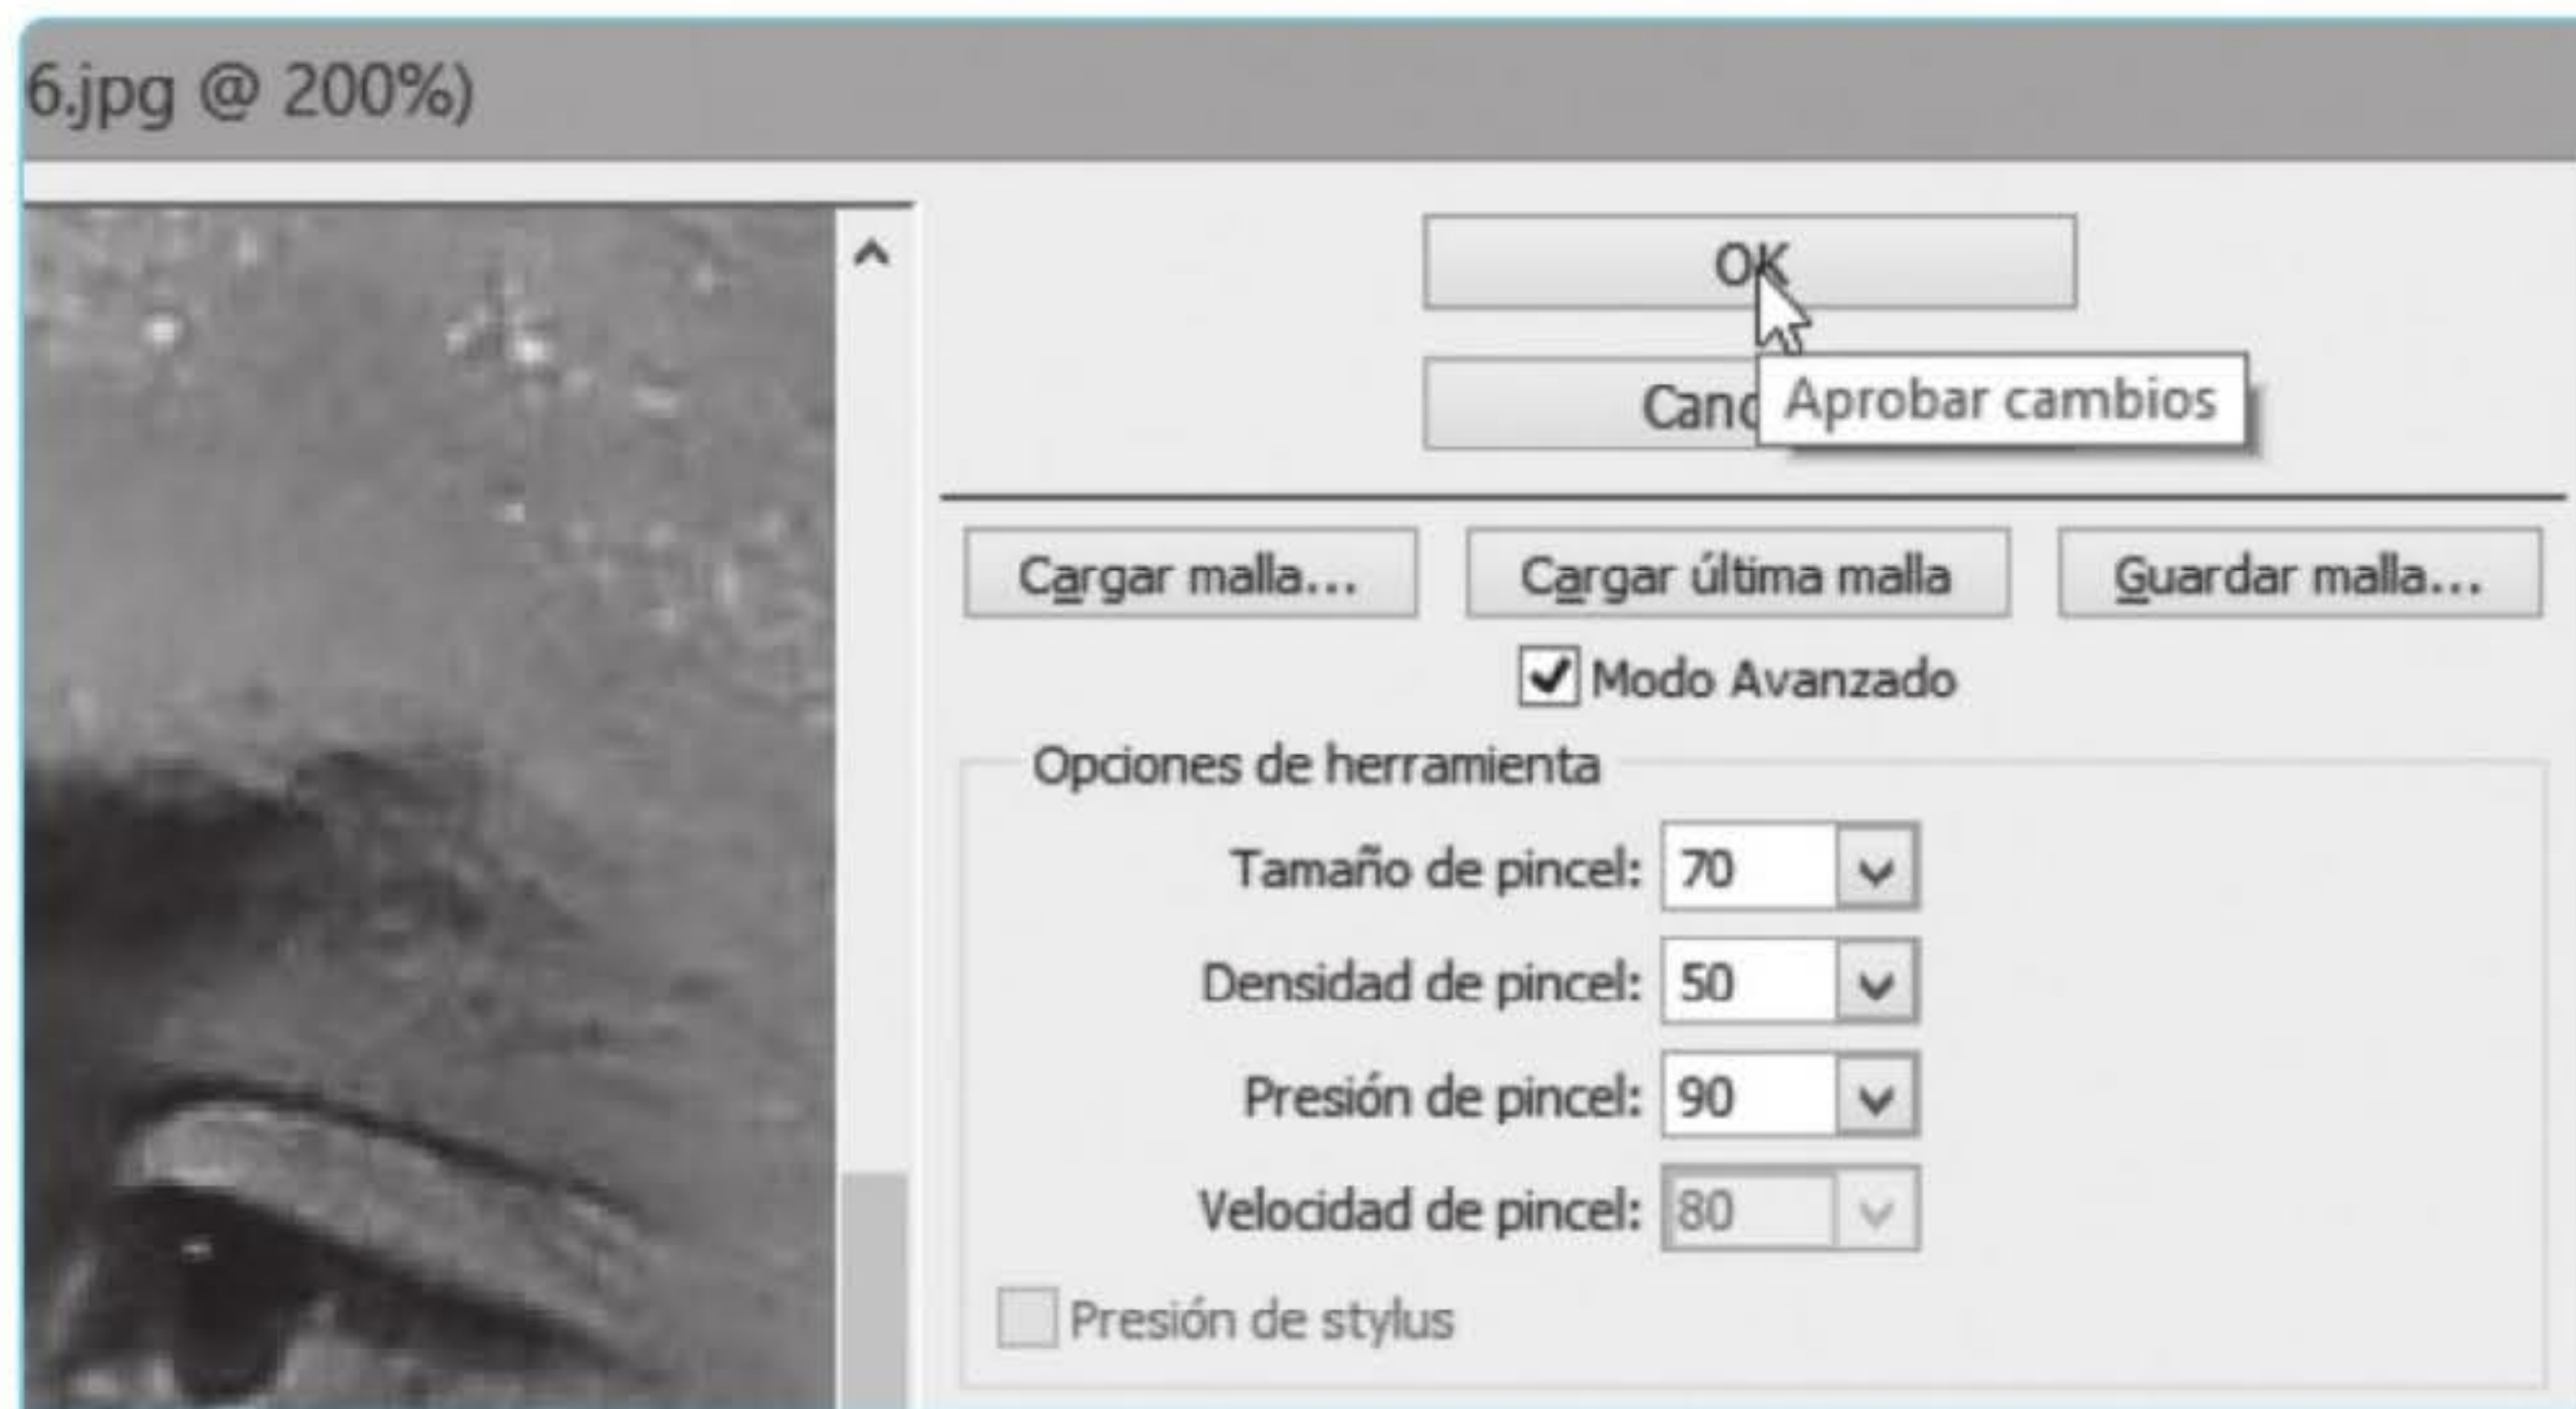 6.jpg @ 200%)
OK
Canc
Aprobar cambios
Cargar malla...
Cargar última malla
Guardar malla...
Modo Avanzado
Opciones de herramienta
Tamaño de pincel: 70
Densidad de pincel: 50
Presión de pincel: 90
Velocidad de pincel: 80
Presión de stylus